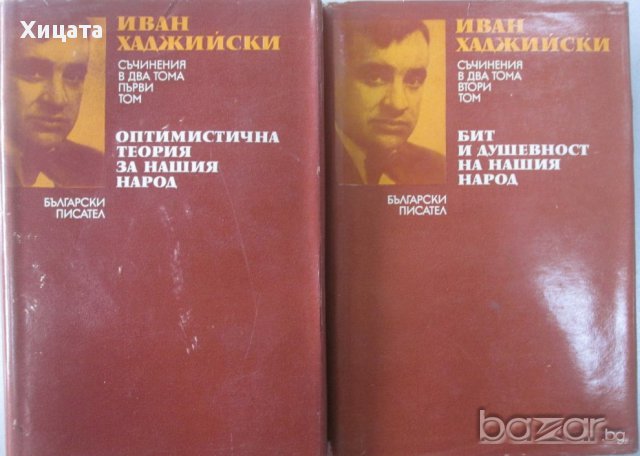 Хицата
ИВАН
ХАДЖИЙСКИ
СЪЧИНЕНИЯ
В ДВА ТОМА
ПЪРВИ
ТОМ
ОПТИМИСТИЧНА
ТЕОРИЯ
ЗА НАШИЯ
НАРОД
БЪЛГАРСКИ
ПИСАТЕЛ
ИВАН
ХАДЖИЙСКИ
СЪЧИНЕНИЯ
В ДВА ТОМА
ВТОРИ
ТОМ
БИТ
И ДУШЕВНОСТ
НА НАШИЯ
НАРОД
БЪЛГАРСКИ
ПИСАТЕЛ
bazar.bg